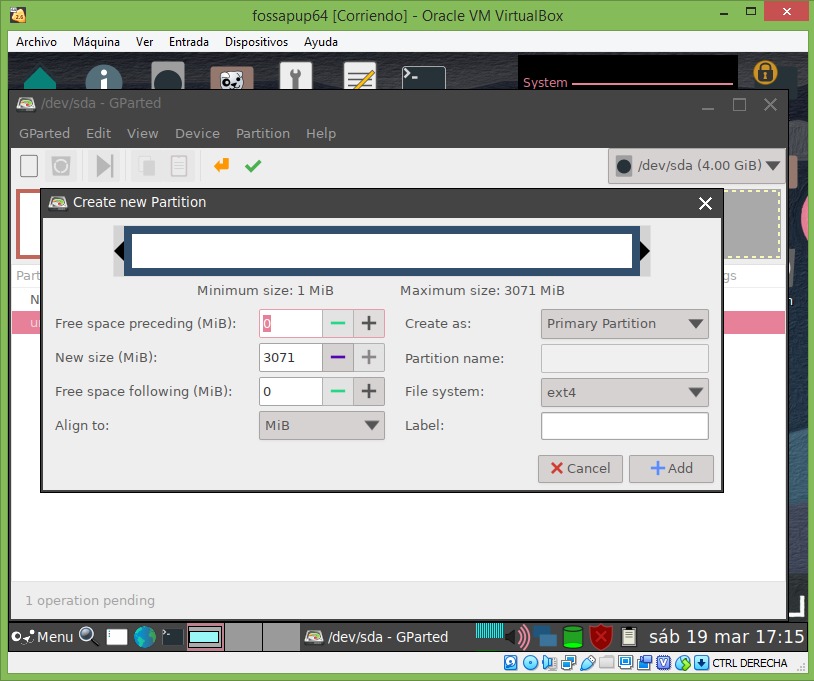 fossapup64 [Corriendo] - Oracle VM VirtualBox
Archivo Máquina Ver Entrada Dispositivos Ayuda
System
/dev/sda - GParted
GParted Edit View Device Partition Help
/dev/sda (4.00 GiB)
Create new Partition
Part
gs
N
un
Minimum size: 1 MiB Maximum size: 3071 MiB
Free space preceding (MiB): 0 Create as: Primary Partition
New size (MiB): 3071 Partition name:
Free space following (MiB): 0 File system: ext4
Align to: MiB Label:
Cancel Add
1 operation pending
Menu /dev/sda - GParted sáb 19 mar 17:15
CTRL DERECHA